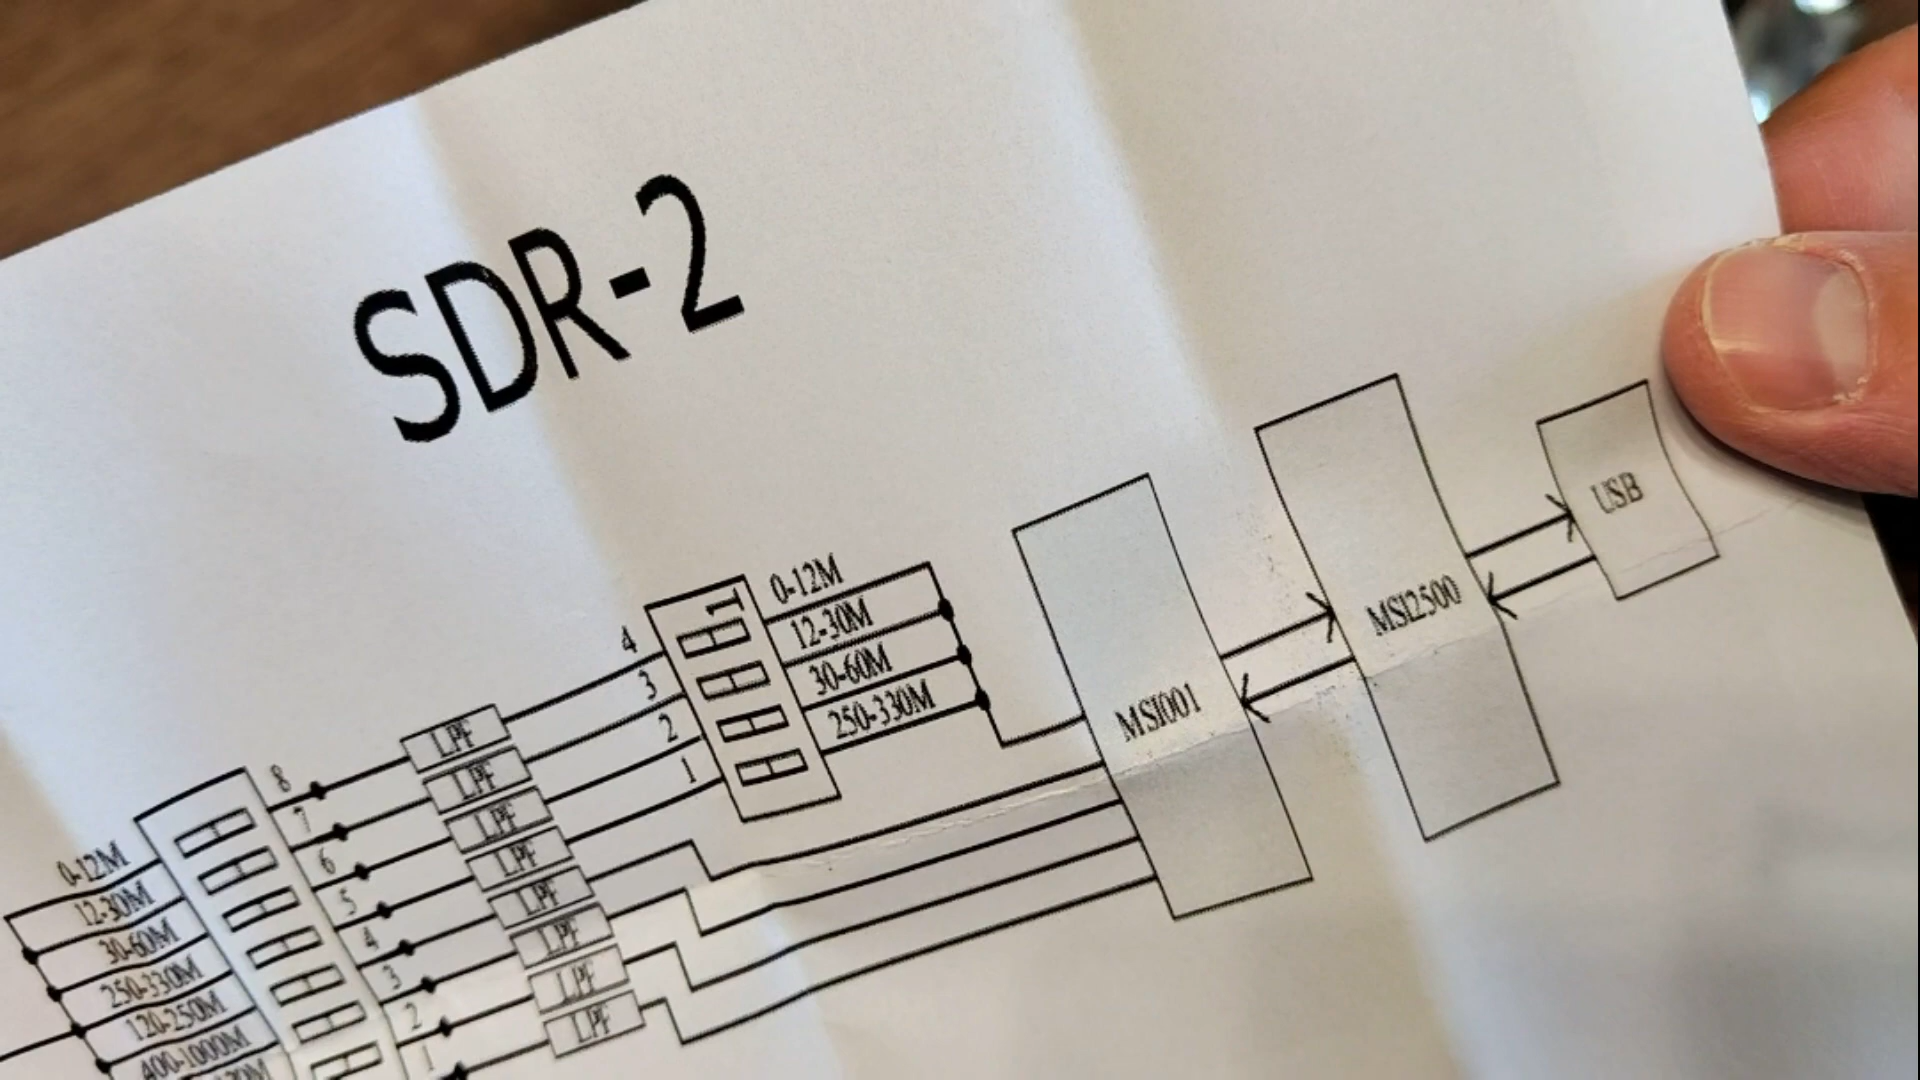 SDR-2
USB
MSI2500
MSI001
1
0-12M
12-30M
30-60M
250-330M
4
3
2
1
LPF
LPF
LPF
LPF
LPF
LPF
LPF
LPF
8
7
6
5
4
3
2
1
0-12M
12-30M
30-60M
250-330M
120-250M
400-1000M